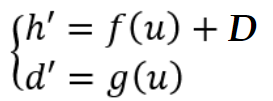 h′ = f(u) + D
d′ = g(u)